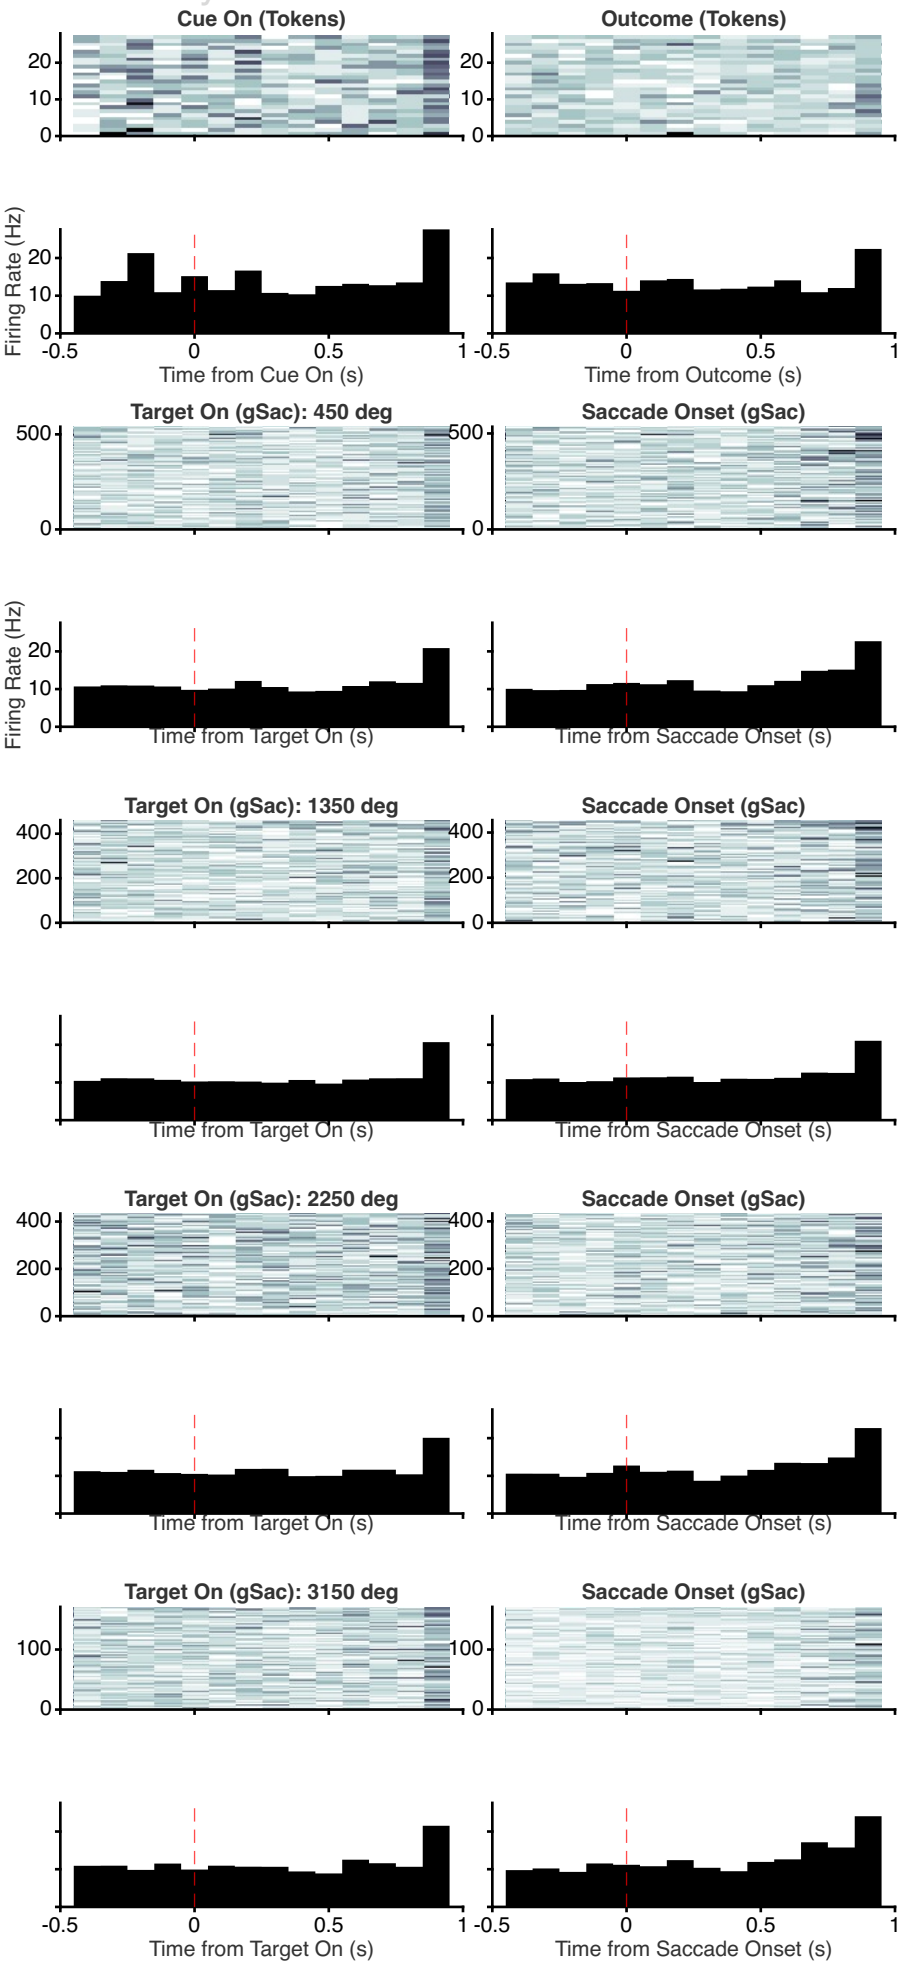 Cue On (Tokens)
Outcome (Tokens)
20
10
0
20
10
0
Firing Rate (Hz)
20
10
0
-0.5
0
0.5
1
-0.5
0
0.5
1
Time from Cue On (s)
Time from Outcome (s)
Target On (gSac): 450 deg
Saccade Onset (gSac)
500
0
500
0
Firing Rate (Hz)
20
10
0
Time from Target On (s)
Time from Saccade Onset (s)
Target On (gSac): 1350 deg
Saccade Onset (gSac)
400
200
0
400
200
0
Time from Target On (s)
Time from Saccade Onset (s)
Target On (gSac): 2250 deg
Saccade Onset (gSac)
400
200
0
400
200
0
Time from Target On (s)
Time from Saccade Onset (s)
Target On (gSac): 3150 deg
Saccade Onset (gSac)
100
0
100
0
-0.5
0
0.5
1
-0.5
0
0.5
1
Time from Target On (s)
Time from Saccade Onset (s)